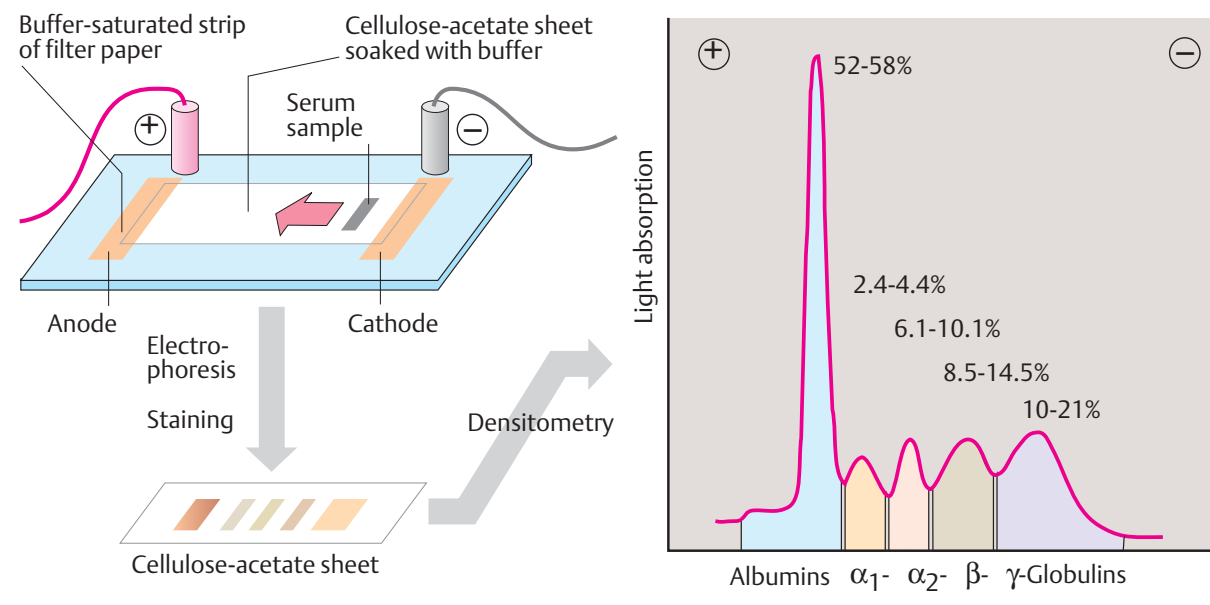 Buffer-saturated strip
of filter paper
Cellulose-acetate sheet
soaked with buffer
Serum
sample
+
−
Anode
Cathode
Electro-
phoresis
Staining
Densitometry
Cellulose-acetate sheet
+
−
Light absorption
52-58%
2.4-4.4%
6.1-10.1%
8.5-14.5%
10-21%
Albumins α₁- α₂- β- γ-Globulins